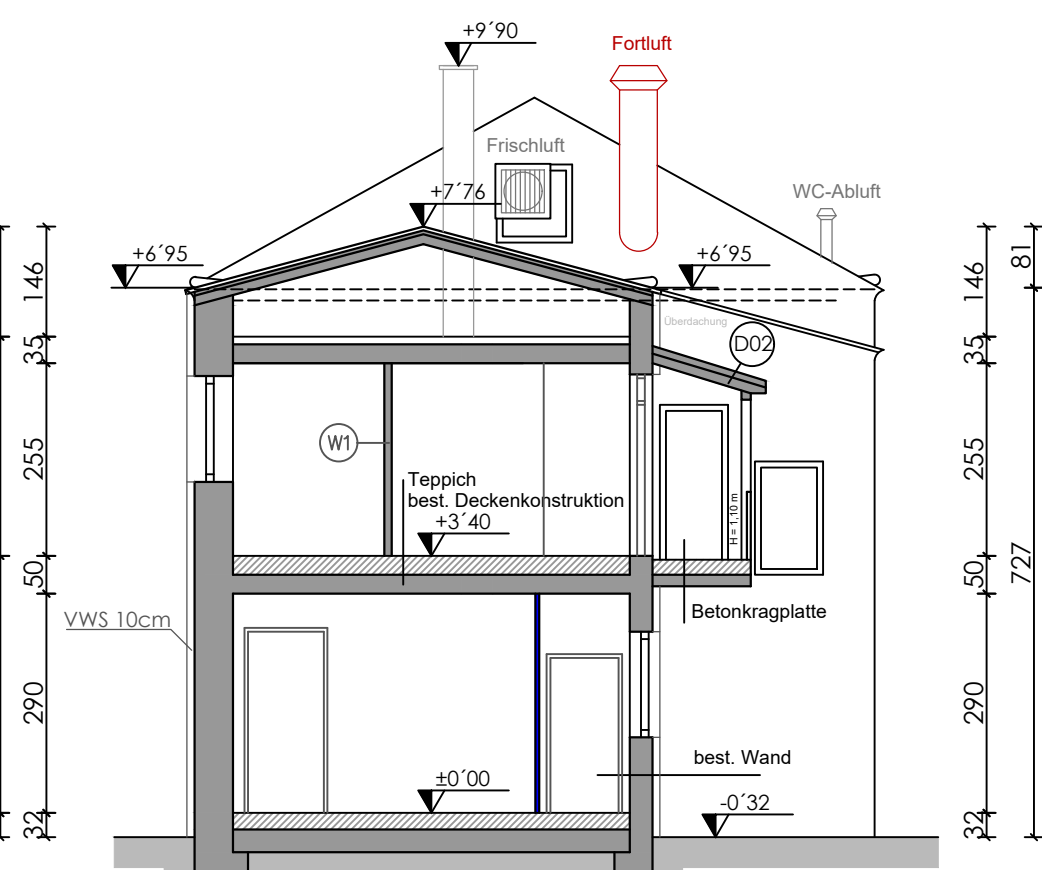 +9´90
Fortluft
Frischluft
+7´76
WC-Abluft
+6´95
+6´95
81
146
146
Überdachung
35
D02
35
W1
255
255
Teppich
best. Deckenkonstruktion
+3´40
H = 1,10 m
727
50
50
VWS 10cm
Betonkragplatte
290
290
best. Wand
±0´00
-0´32
32
32